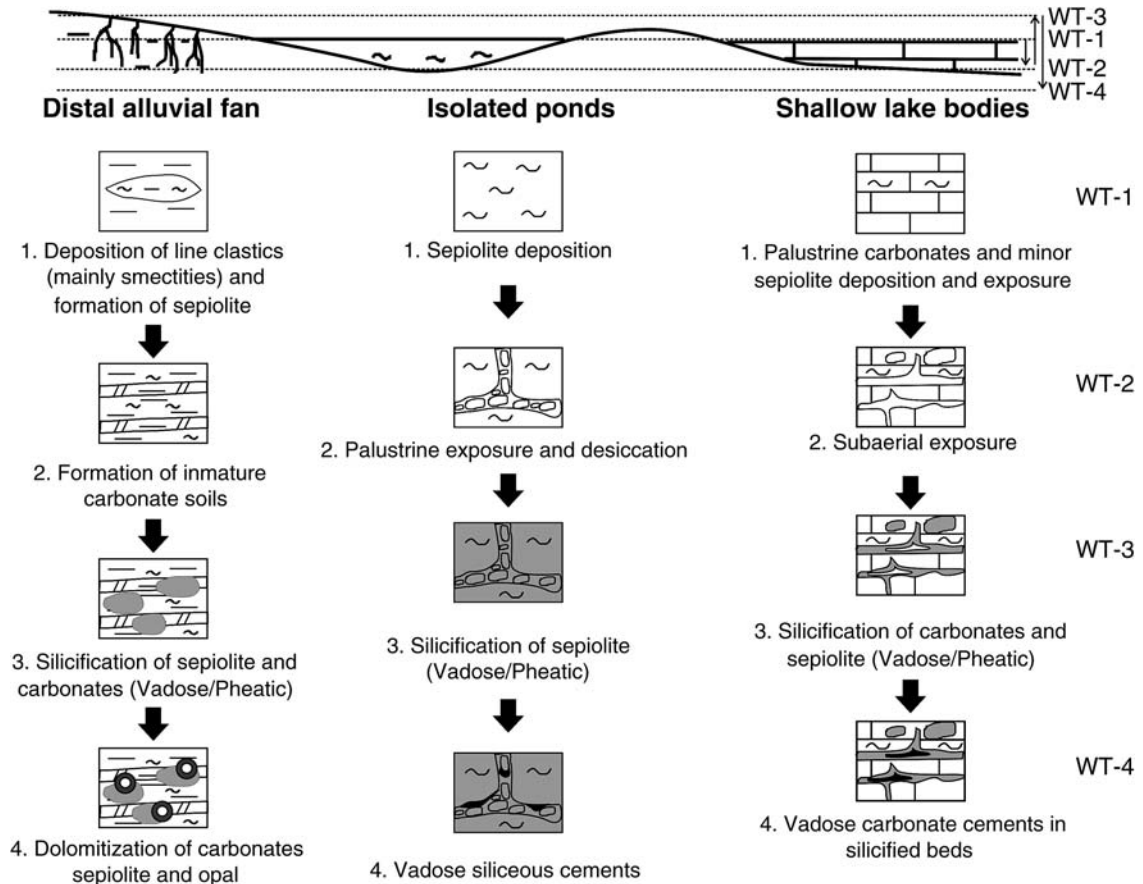 WT-3
WT-1
WT-2
WT-4
Distal alluvial fan
Isolated ponds
Shallow lake bodies
WT-1
1. Deposition of line clastics
(mainly smectities) and
formation of sepiolite
1. Sepiolite deposition
1. Palustrine carbonates and minor
sepiolite deposition and exposure
WT-2
2. Formation of inmature
carbonate soils
2. Palustrine exposure and desiccation
2. Subaerial exposure
WT-3
3. Silicification of sepiolite and
carbonates (Vadose/Pheatic)
3. Silicification of sepiolite
(Vadose/Pheatic)
3. Silicification of carbonates and
sepiolite (Vadose/Pheatic)
WT-4
4. Dolomitization of carbonates
sepiolite and opal
4. Vadose siliceous cements
4. Vadose carbonate cements in
silicified beds